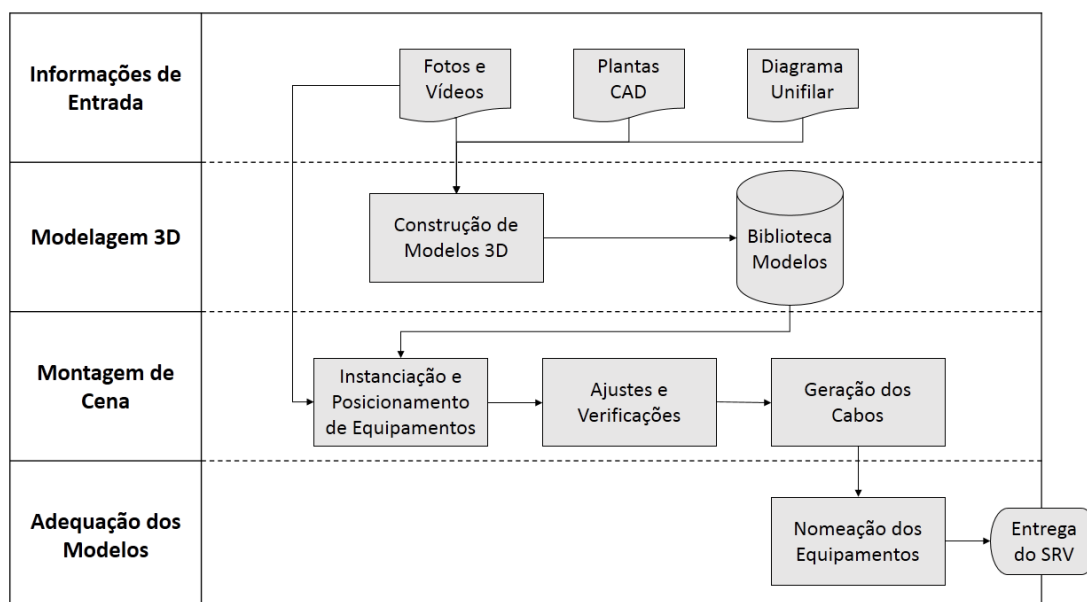 Informações de
Entrada
Fotos e
Vídeos
Plantas
CAD
Diagrama
Unifilar
Modelagem 3D
Construção de
Modelos 3D
Biblioteca
Modelos
Montagem de
Cena
Instanciação e
Posicionamento
de Equipamentos
Ajustes e
Verificações
Geração dos
Cabos
Adequação dos
Modelos
Nomeação dos
Equipamentos
Entrega
do SRV